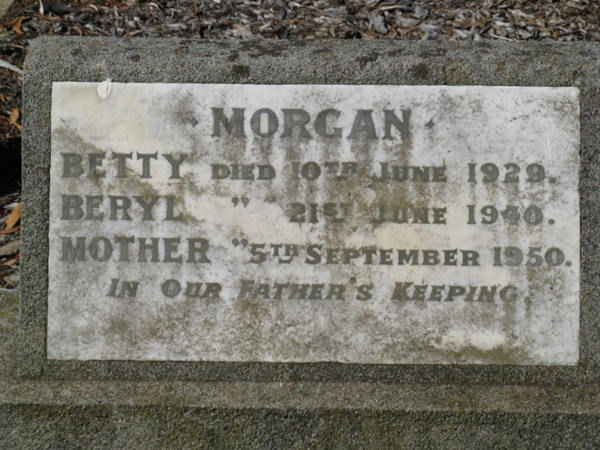 · MORGAN ·
BETTY DIED 10TH JUNE 1929.
BERYL " 21ST JUNE 1940.
MOTHER " 5TH SEPTEMBER 1950.
IN OUR FATHER'S KEEPING.